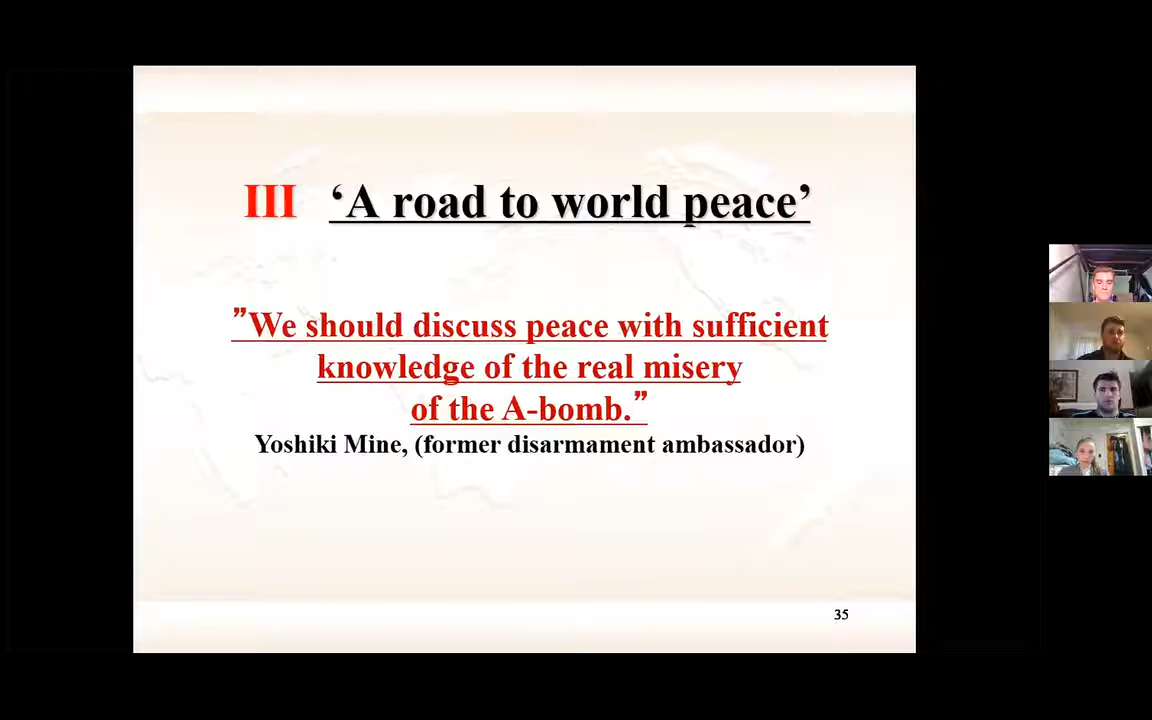 III ‘A road to world peace’
”We should discuss peace with sufficient
knowledge of the real misery
of the A-bomb.”
Yoshiki Mine, (former disarmament ambassador)
35